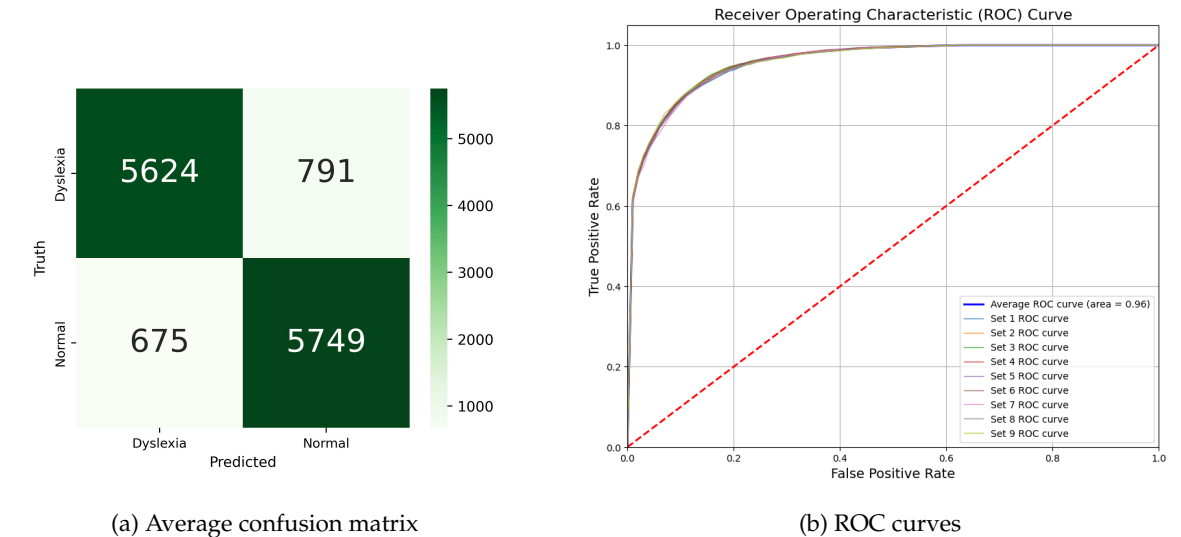 Receiver Operating Characteristic (ROC) Curve
Truth
Dyslexia
Normal
5624
791
675
5749
Dyslexia
Normal
Predicted
5000
4000
3000
2000
1000
True Positive Rate
1.0
0.8
0.6
0.4
0.2
0.0
Average ROC curve (area = 0.96)
Set 1 ROC curve
Set 2 ROC curve
Set 3 ROC curve
Set 4 ROC curve
Set 5 ROC curve
Set 6 ROC curve
Set 7 ROC curve
Set 8 ROC curve
Set 9 ROC curve
0.0 0.2 0.4 0.6 0.8 1.0
False Positive Rate
(a) Average confusion matrix
(b) ROC curves